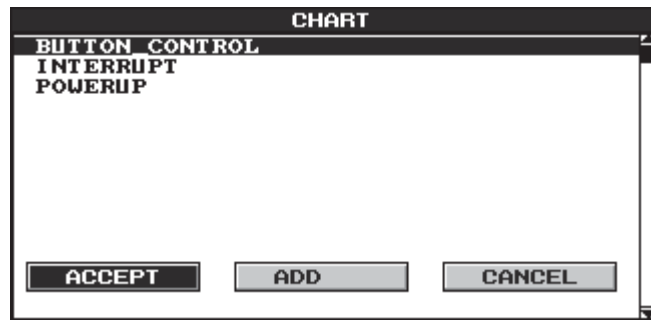 CHART
BUTTON_CONTROL
INTERRUPT
POWERUP
ACCEPT ADD CANCEL